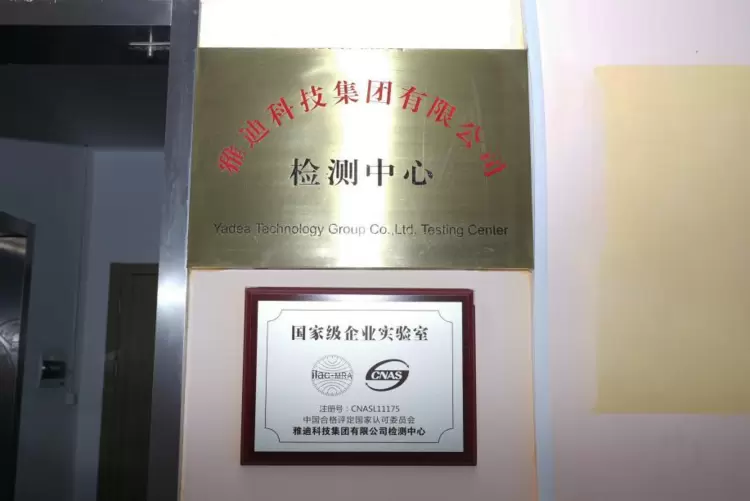 雅迪科技集团有限公司
检测中心
Yadea Technology Group Co.,Ltd. Testing Center
国家级企业实验室
ilac-MRA
CNAS
注册号：CNASL11175
中国合格评定国家认可委员会
雅迪科技集团有限公司检测中心